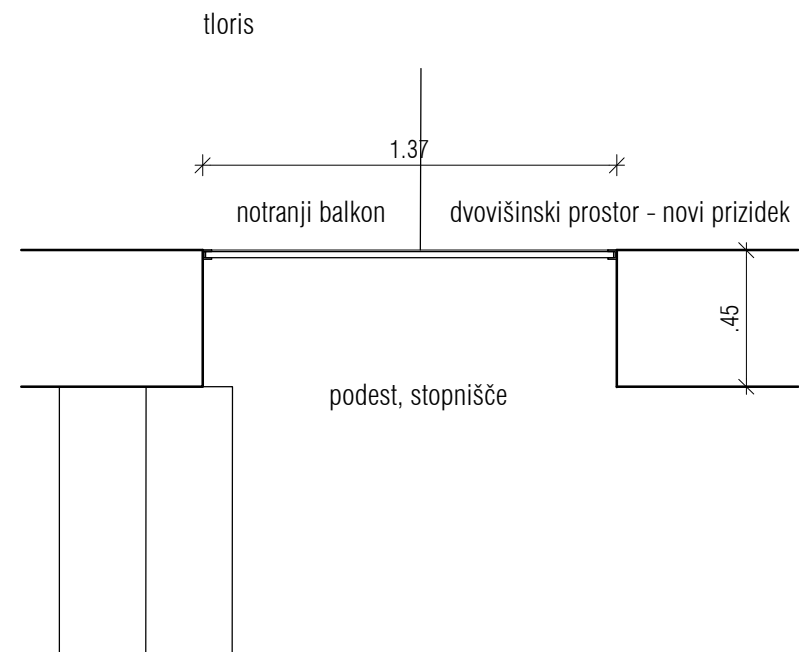 tloris
1.37
notranji balkon
dvovišinski prostor - novi prizidek
.45
podest, stopnišče